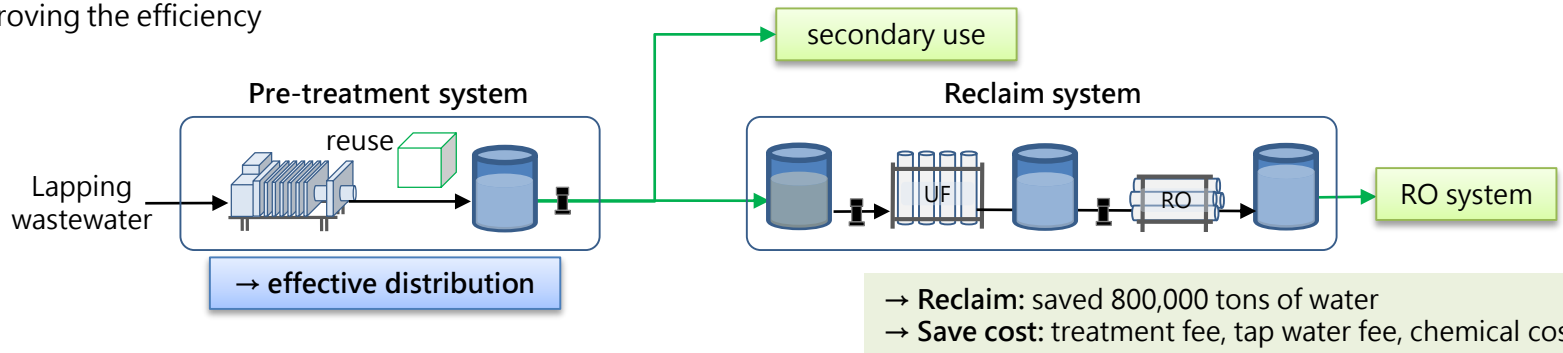 roving the efficiency
secondary use
Pre-treatment system
Reclaim system
reuse
Lapping
wastewater
UF
RO
RO system
→ effective distribution
→ Reclaim: saved 800,000 tons of water
→ Save cost: treatment fee, tap water fee, chemical cos